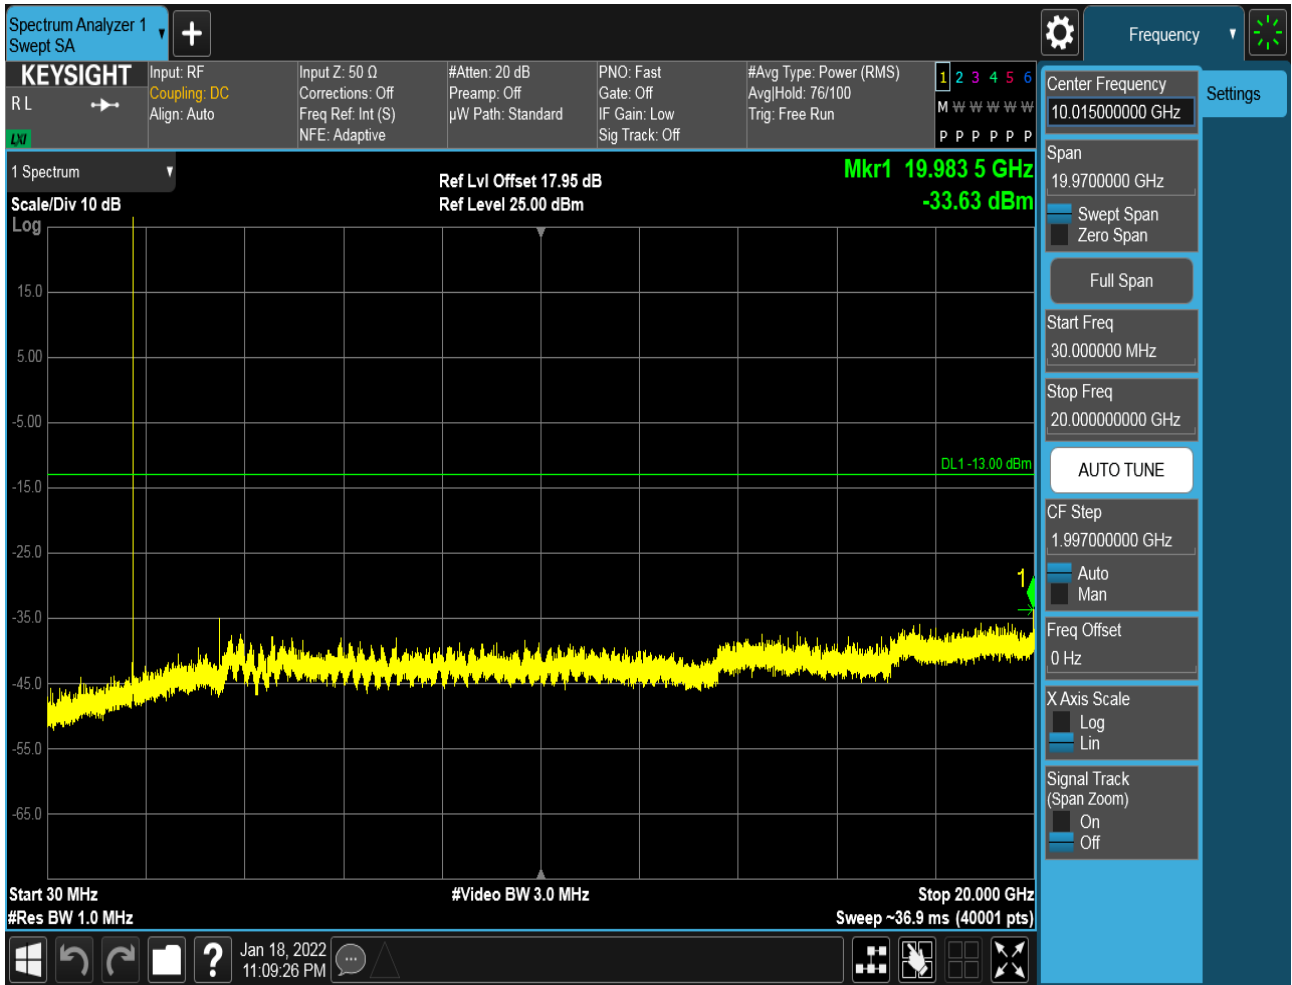 Spectrum Analyzer 1
Swept SA
Frequency
KEYSIGHT
R L
LXI
Input: RF
Coupling: DC
Align: Auto
Input Z: 50 Ω
Corrections: Off
Freq Ref: Int (S)
NFE: Adaptive
#Atten: 20 dB
Preamp: Off
µW Path: Standard
PNO: Fast
Gate: Off
IF Gain: Low
Sig Track: Off
#Avg Type: Power (RMS)
Avg|Hold: 76/100
Trig: Free Run
1 2 3 4 5 6
M W W W W W
P P P P P P
1 Spectrum
Scale/Div 10 dB
Log
Ref Lvl Offset 17.95 dB
Ref Level 25.00 dBm
Mkr1 19.983 5 GHz
-33.63 dBm
15.0
5.00
-5.00
-15.0
-25.0
-35.0
-45.0
-55.0
-65.0
DL1 -13.00 dBm
1
Start 30 MHz
#Res BW 1.0 MHz
#Video BW 3.0 MHz
Stop 20.000 GHz
Sweep ~36.9 ms (40001 pts)
Center Frequency
10.015000000 GHz
Settings
Span
19.9700000 GHz
Swept Span
Zero Span
Full Span
Start Freq
30.000000 MHz
Stop Freq
20.000000000 GHz
AUTO TUNE
CF Step
1.997000000 GHz
Auto
Man
Freq Offset
0 Hz
X Axis Scale
Log
Lin
Signal Track
(Span Zoom)
On
Off
?
Jan 18, 2022
11:09:26 PM